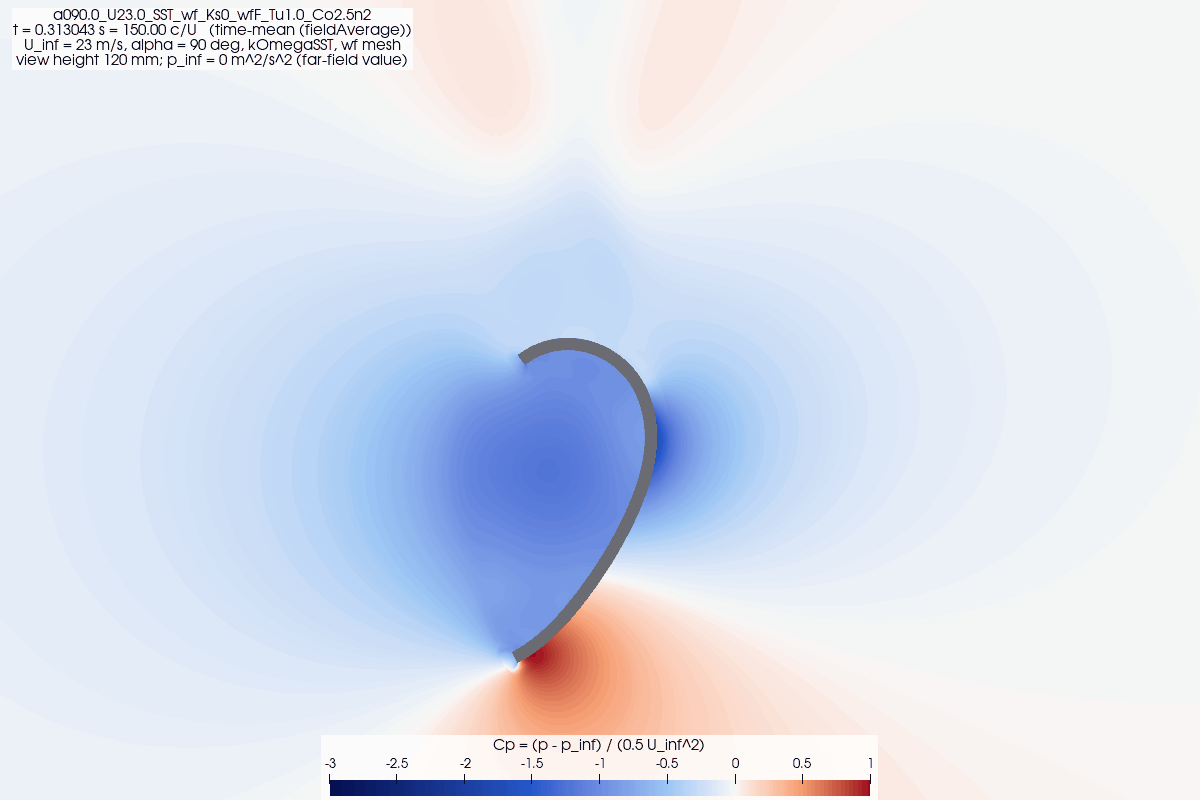 a090.0_U23.0_SST_wf_Ks0_wfF_Tu1.0_Co2.5n2
t = 0.313043 s = 150.00 c/U (time-mean (fieldAverage))
U_inf = 23 m/s, alpha = 90 deg, kOmegaSST, wf mesh
view height 120 mm; p_inf = 0 m^2/s^2 (far-field value)
Cp = (p - p_inf) / (0.5 U_inf^2)
-3 -2.5 -2 -1.5 -1 -0.5 0 0.5 1